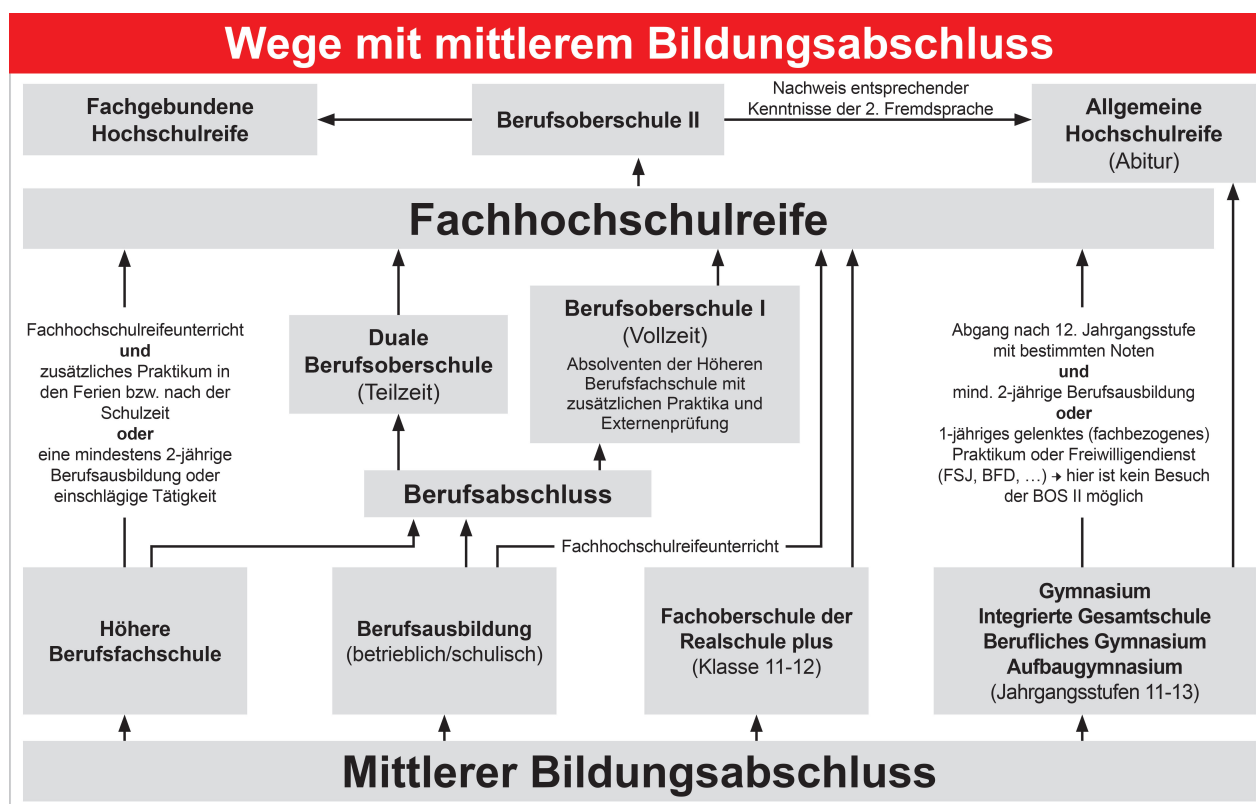 Wege mit mittlerem Bildungsabschluss
Fachgebundene
Hochschulreife
Berufsoberschule II
Nachweis entsprechender
Kenntnisse der 2. Fremdsprache
Allgemeine
Hochschulreife
(Abitur)
Fachhochschulreife
Fachhochschulreifeunterricht
und
zusätzliches Praktikum in
den Ferien bzw. nach der
Schulzeit
oder
eine mindestens 2-jährige
Berufsausbildung oder
einschlägige Tätigkeit
Duale
Berufsoberschule
(Teilzeit)
Berufsoberschule I
(Vollzeit)
Absolventen der Höheren
Berufsfachschule mit
zusätzlichen Praktika und
Externenprüfung
Abgang nach 12. Jahrgangsstufe
mit bestimmten Noten
und
mind. 2-jährige Berufsausbildung
oder
1-jähriges gelenktes (fachbezogenes)
Praktikum oder Freiwilligendienst
(FSJ, BFD, …) → hier ist kein Besuch
der BOS II möglich
Berufsabschluss
Fachhochschulreifeunterricht
Höhere
Berufsfachschule
Berufsausbildung
(betrieblich/schulisch)
Fachoberschule der
Realschule plus
(Klasse 11-12)
Gymnasium
Integrierte Gesamtschule
Berufliches Gymnasium
Aufbaugymnasium
(Jahrgangsstufen 11-13)
Mittlerer Bildungsabschluss